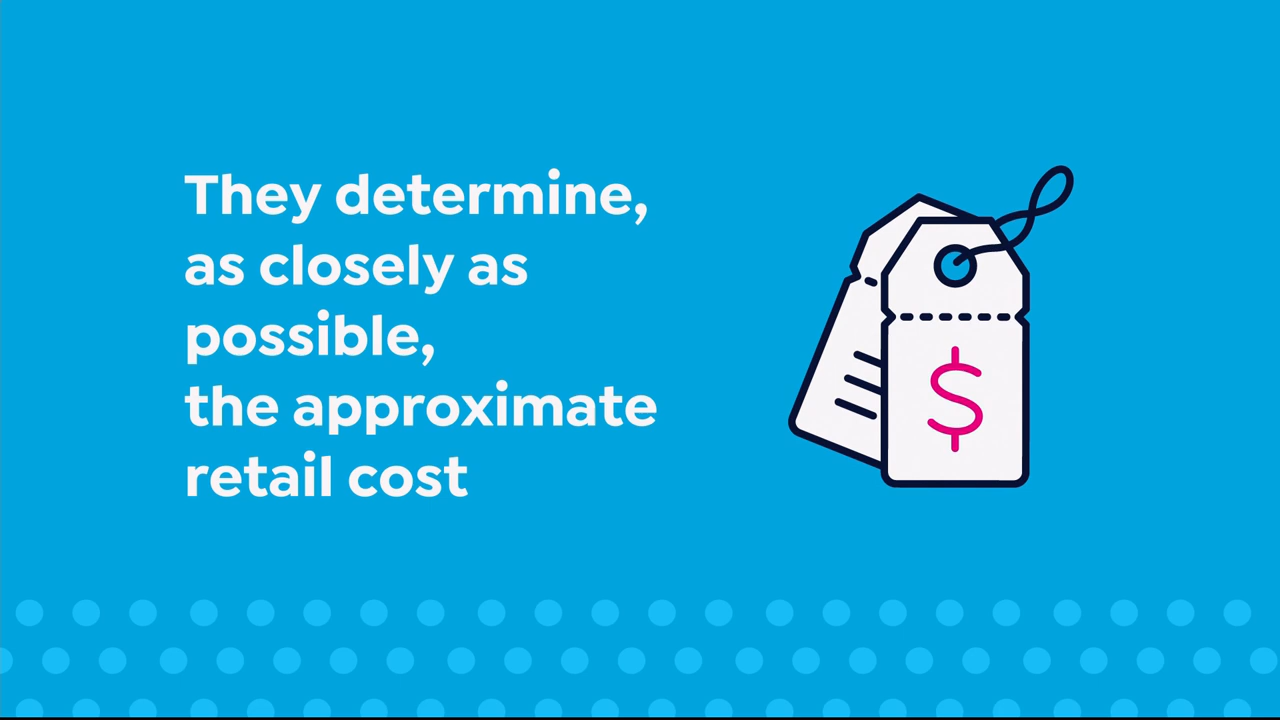 They determine,
as closely as
possible,
the approximate
retail cost
$